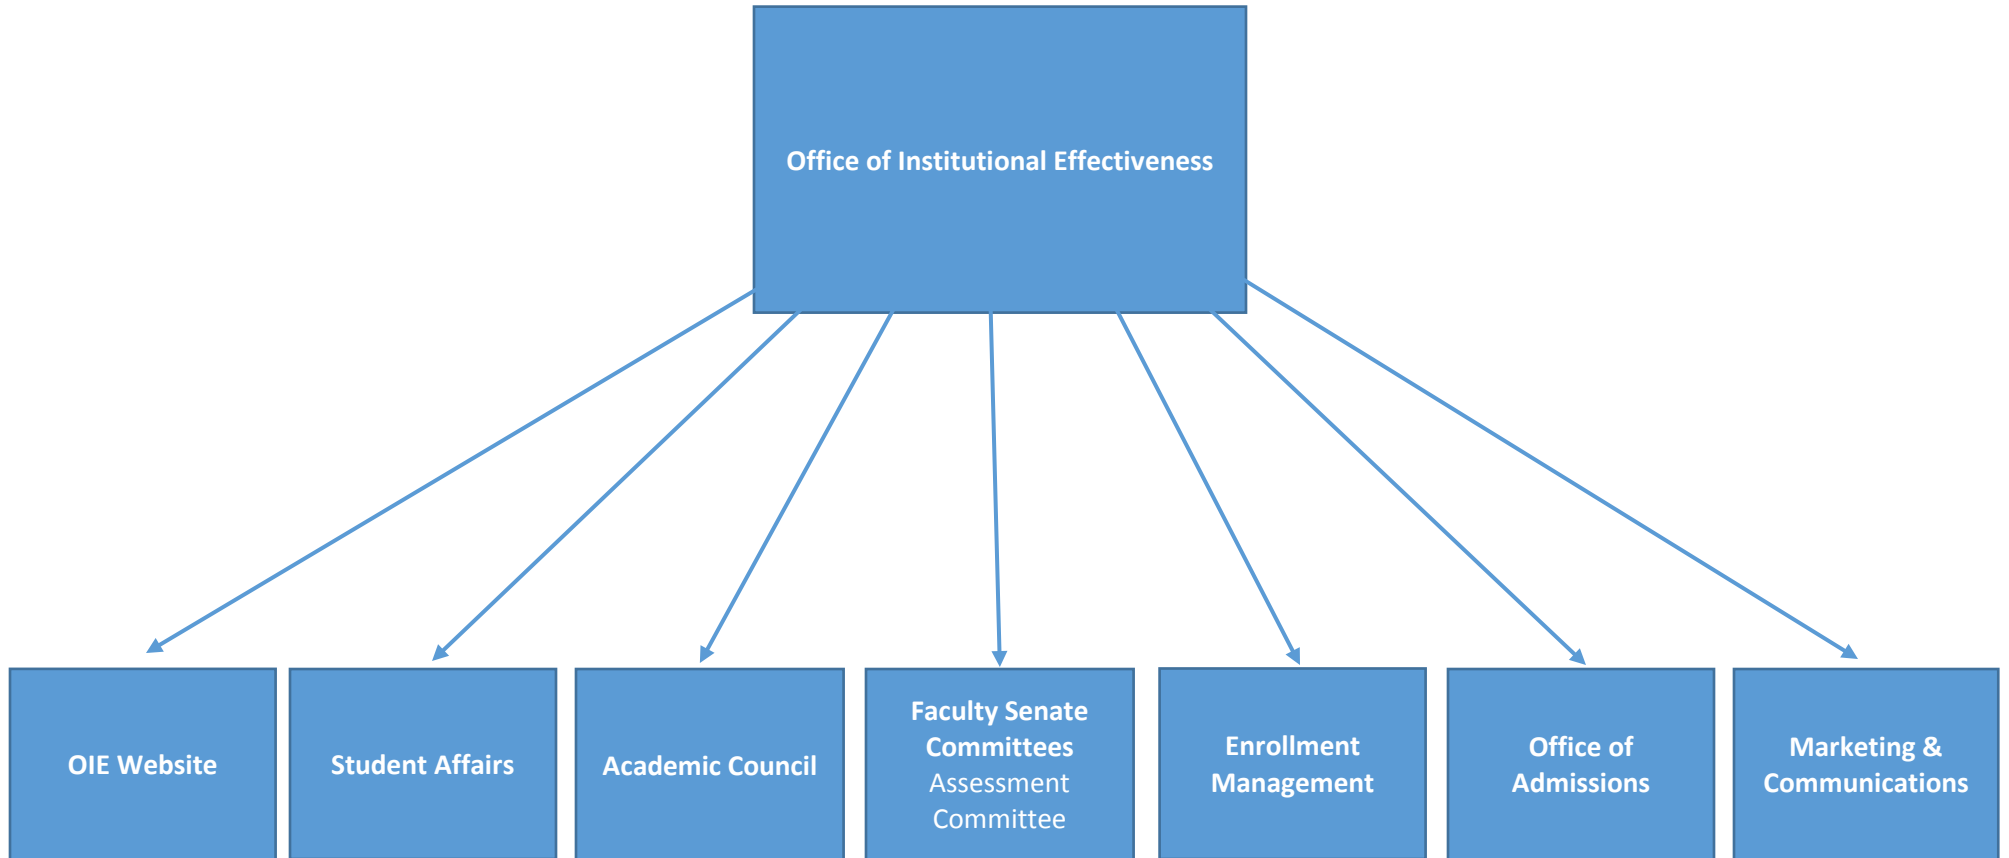 Office of Institutional Effectiveness
OIE Website
Student Affairs
Academic Council
Faculty Senate
Committees
Assessment
Committee
Enrollment
Management
Office of
Admissions
Marketing &
Communications